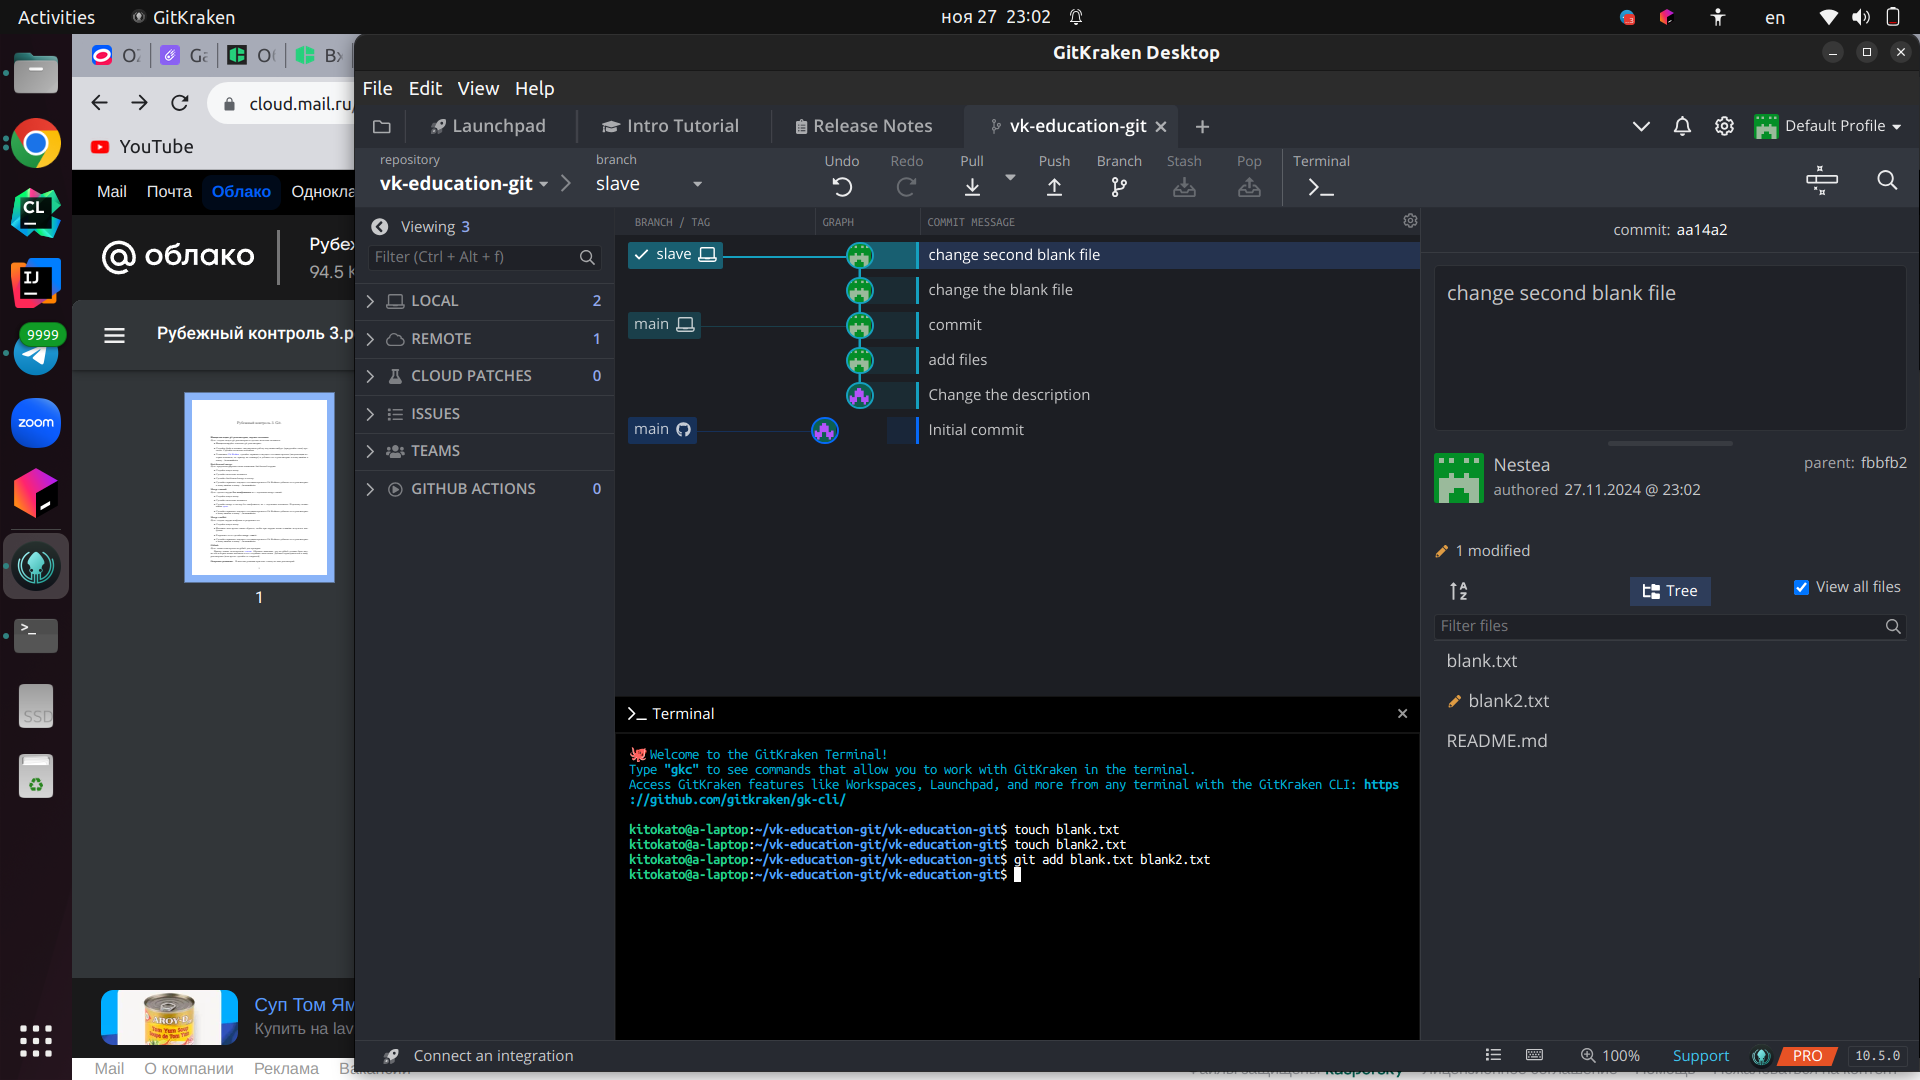 Activities
GitKraken
ноя 27 23:02
en
GitKraken Desktop
cloud.mail.ru
File Edit View Help
Launchpad
Intro Tutorial
Release Notes
vk-education-git
Default Profile
YouTube
repository
vk-education-git
branch
slave
Undo
Redo
Pull
Push
Branch
Stash
Pop
Terminal
Mail Почта Облако
облако
94.5
Рубежный контроль 3.p
1
9999
zoom
SSD
Viewing 3
Filter (Ctrl + Alt + f)
LOCAL 2
REMOTE 1
CLOUD PATCHES 0
ISSUES
TEAMS
GITHUB ACTIONS 0
BRANCH / TAG GRAPH COMMIT MESSAGE
slave change second blank file
change the blank file
main commit
add files
Change the description
main Initial commit
commit: aa14a2
change second blank file
Nestea
parent: fbbfb2
authored 27.11.2024 @ 23:02
1 modified
Tree
View all files
Filter files
blank.txt
blank2.txt
README.md
Terminal
Welcome to the GitKraken Terminal!
Type "gkc" to see commands that allow you to work with GitKraken in the terminal.
Access GitKraken features like Workspaces, Launchpad, and more from any terminal with the GitKraken CLI: https
://github.com/gitkraken/gk-cli/
kitokato@a-laptop:~/vk-education-git/vk-education-git$ touch blank.txt
kitokato@a-laptop:~/vk-education-git/vk-education-git$ touch blank2.txt
kitokato@a-laptop:~/vk-education-git/vk-education-git$ git add blank.txt blank2.txt
kitokato@a-laptop:~/vk-education-git/vk-education-git$
Суп Том Ям
Купить на lav
Connect an integration
100%
Support
PRO
10.5.0
Mail О компании Реклама